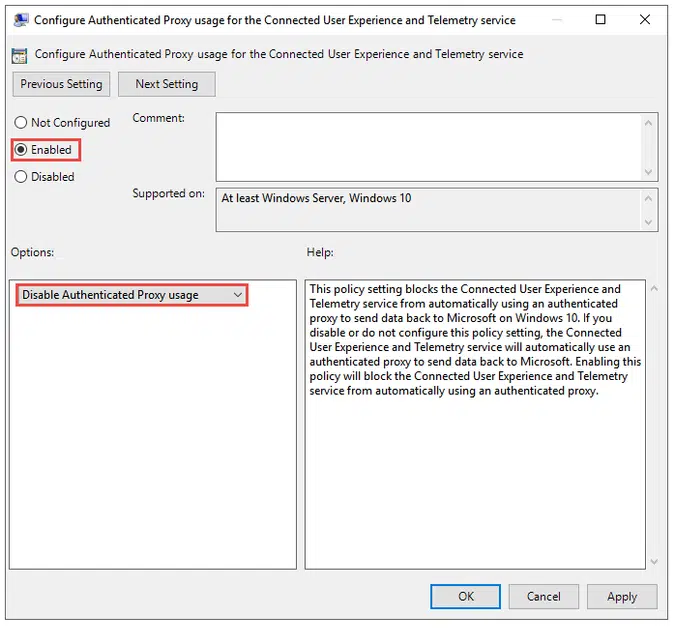 Configure Authenticated Proxy usage for the Connected User Experience and Telemetry service
Configure Authenticated Proxy usage for the Connected User Experience and Telemetry service
Previous Setting
Next Setting
Not Configured
Comment:
Enabled
Disabled
Supported on:
At least Windows Server, Windows 10
Options:
Help:
Disable Authenticated Proxy usage
This policy setting blocks the Connected User Experience and
Telemetry service from automatically using an authenticated
proxy to send data back to Microsoft on Windows 10. If you
disable or do not configure this policy setting, the Connected
User Experience and Telemetry service will automatically use an
authenticated proxy to send data back to Microsoft. Enabling this
policy will block the Connected User Experience and Telemetry
service from automatically using an authenticated proxy.
OK
Cancel
Apply